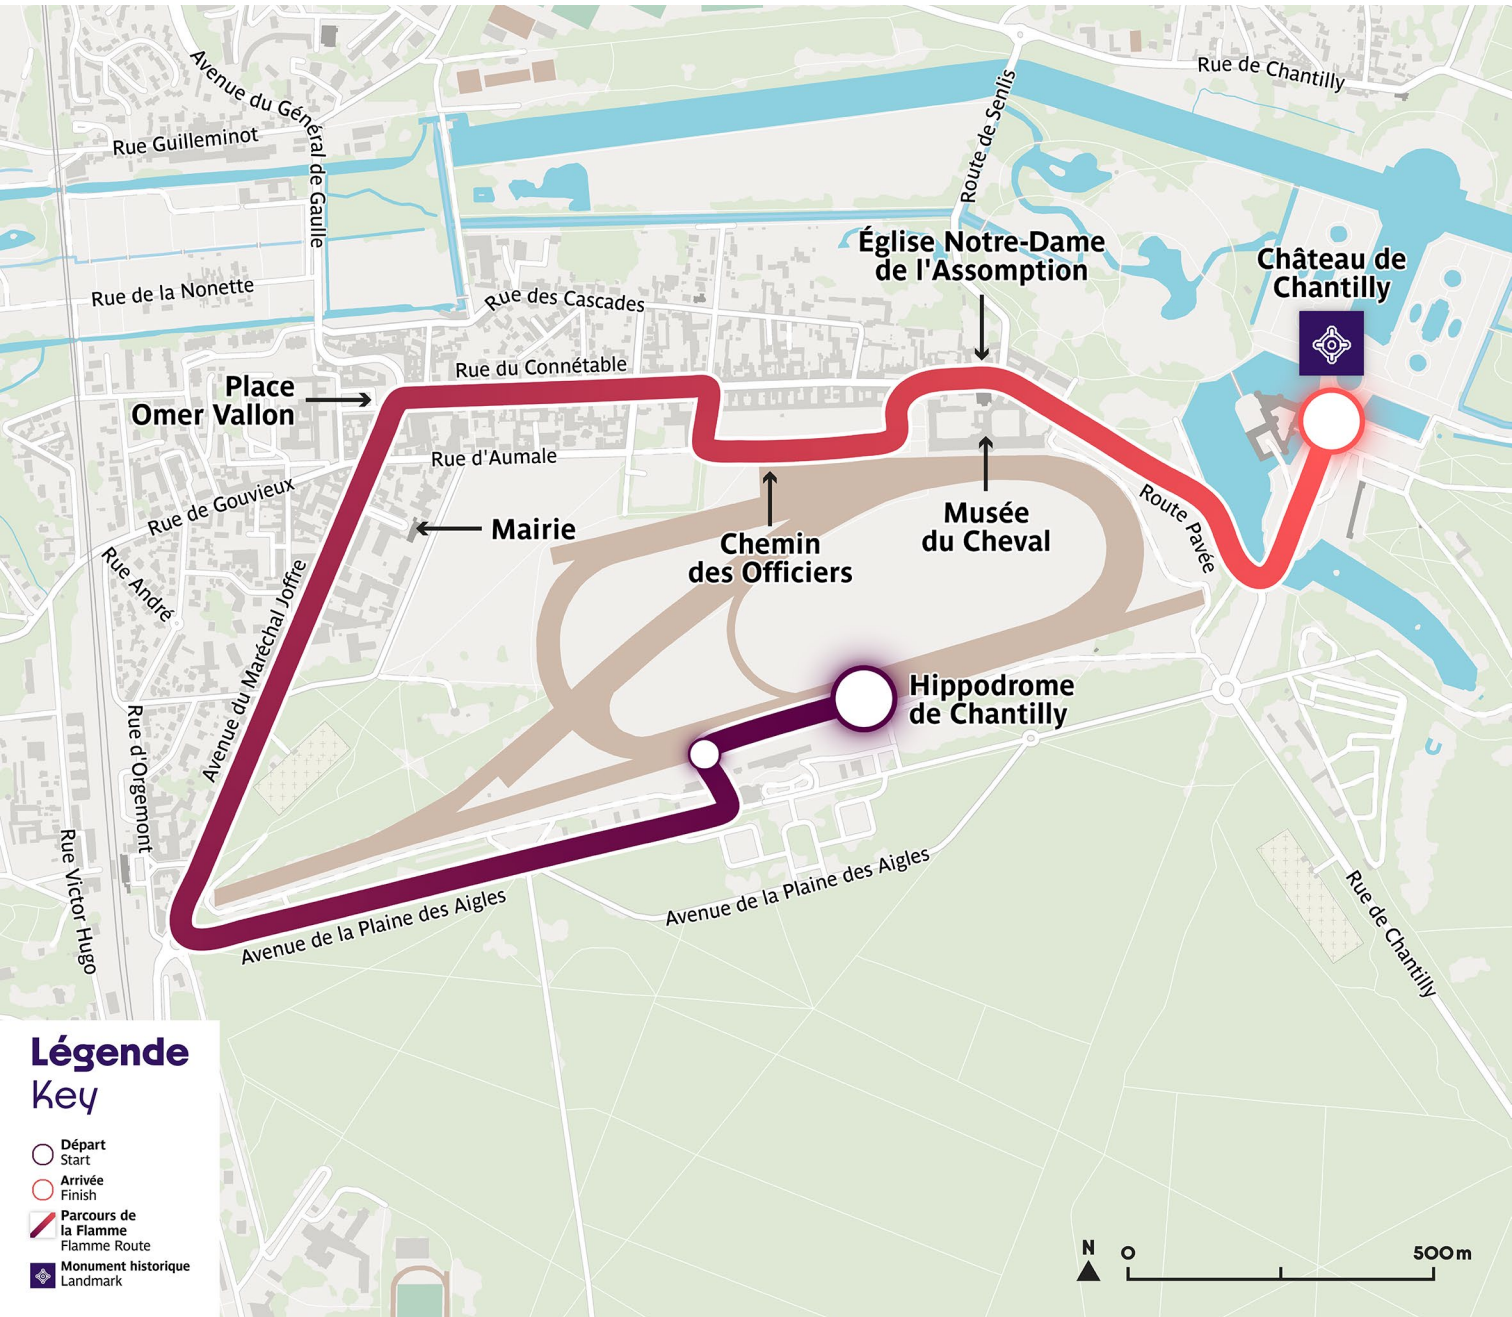 Avenue du Général de Gaulle
Rue de Chantilly
Rue Guilleminot
Route de Senlis
Église Notre-Dame
de l'Assomption
Château de
Chantilly
Rue de la Nonette
Rue des Cascades
Rue du Connétable
Place
Omer Vallon
Rue d'Aumale
Rue de Gouvieux
Mairie
Chemin
des Officiers
Musée
du Cheval
Route Pavée
Rue André
Avenue du Maréchal Joffre
Hippodrome
de Chantilly
Rue d'Orgemont
Rue Victor Hugo
Avenue de la Plaine des Aigles
Avenue de la Plaine des Aigles
Rue de Chantilly
Légende
Key
Départ
Start
Arrivée
Finish
Parcours de
la Flamme
Flamme Route
Monument historique
Landmark
N
0
500 m